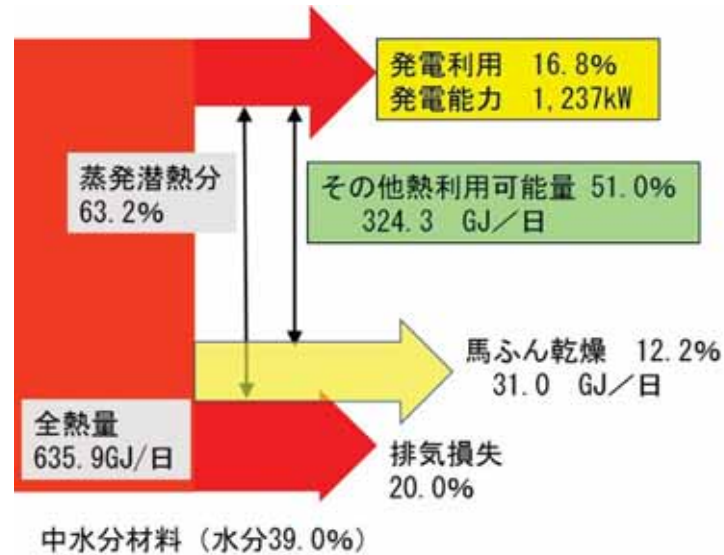 発電利用 16.8%
発電能力 1,237kW
蒸発潜熱分
63.2%
その他熱利用可能量 51.0%
324.3 GJ/日
馬ふん乾燥 12.2%
31.0 GJ/日
全熱量
635.9GJ/日
排気損失
20.0%
中水分材料（水分39.0%）